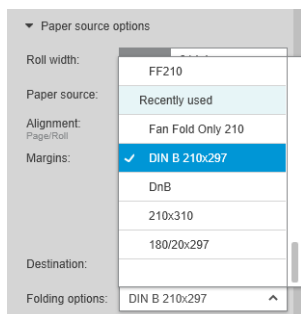 Paper source options
Roll width:
FF210
Paper source:
Recently used
Alignment:
Page/Roll
Fan Fold Only 210
Margins:
DIN B 210x297
DnB
210x310
180/20x297
Destination:
Folding options:
DIN B 210x297